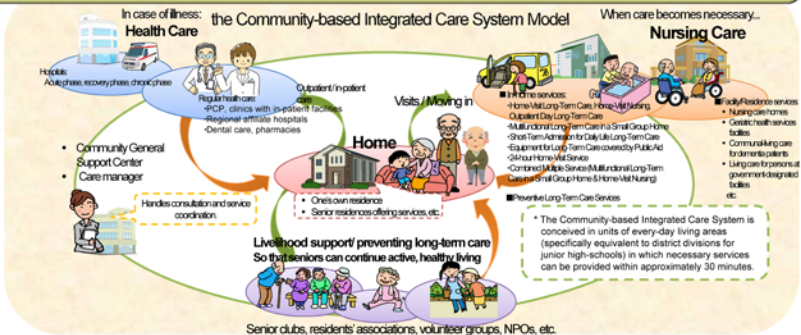 the Community-based Integrated Care System Model
In case of illness:
Health Care
Hospitals:
Acute phase, recovery phase, chronic phase
Regular health care:
•PCP, clinics with in-patient facilities
•Regional affiliate hospitals
•Dental care, pharmacies
Outpatient/in-patient
care
Visits / Moving in
When care becomes necessary...
Nursing Care
■In-home services:
•Home-Visit Long-Term Care, Home-Visit Nursing,
Outpatient Day Long-Term Care
•Multifunctional Long-Term Care in a Small Group Home
•Short-Term Admission for Daily Life Long-Term Care
•Equipment for Long-Term Care covered by Public Aid
•24-hour Home-Visit Service
•Combined Multiple Service (Multifunctional Long-Term
Care in a Small Group Home & Home-Visit Nursing)
■Preventive Long-Term Care Services
■Facility/Residence services:
• Nursing care homes
• Geriatric health services
facilities
• Communal-living care
for dementia patients
• Living care for persons at
government-designated
facilities
etc.
• Community General
Support Center
• Care manager
Handles consultation and service
coordination.
Home
• One's own residence
• Senior residences offering services, etc.
* The Community-based Integrated Care System is
conceived in units of every-day living areas
(specifically equivalent to district divisions for
junior high-schools) in which necessary services
can be provided within approximately 30 minutes.
Livelihood support/ preventing long-term care
So that seniors can continue active, healthy living
Senior clubs, residents' associations, volunteer groups, NPOs, etc.